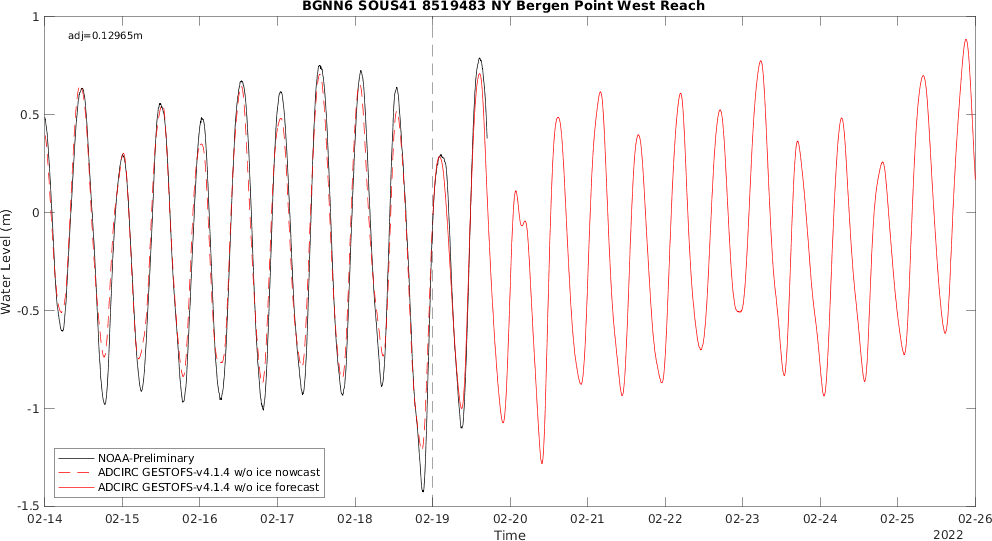 BGNN6 SOUS41 8519483 NY Bergen Point West Reach
adj=0.12965m
1
0.5
0
-0.5
-1
-1.5
Water Level (m)
NOAA-Preliminary
ADCIRC GESTOFS-v4.1.4 w/o ice nowcast
ADCIRC GESTOFS-v4.1.4 w/o ice forecast
02-14 02-15 02-16 02-17 02-18 02-19 02-20 02-21 02-22 02-23 02-24 02-25 02-26
Time
2022